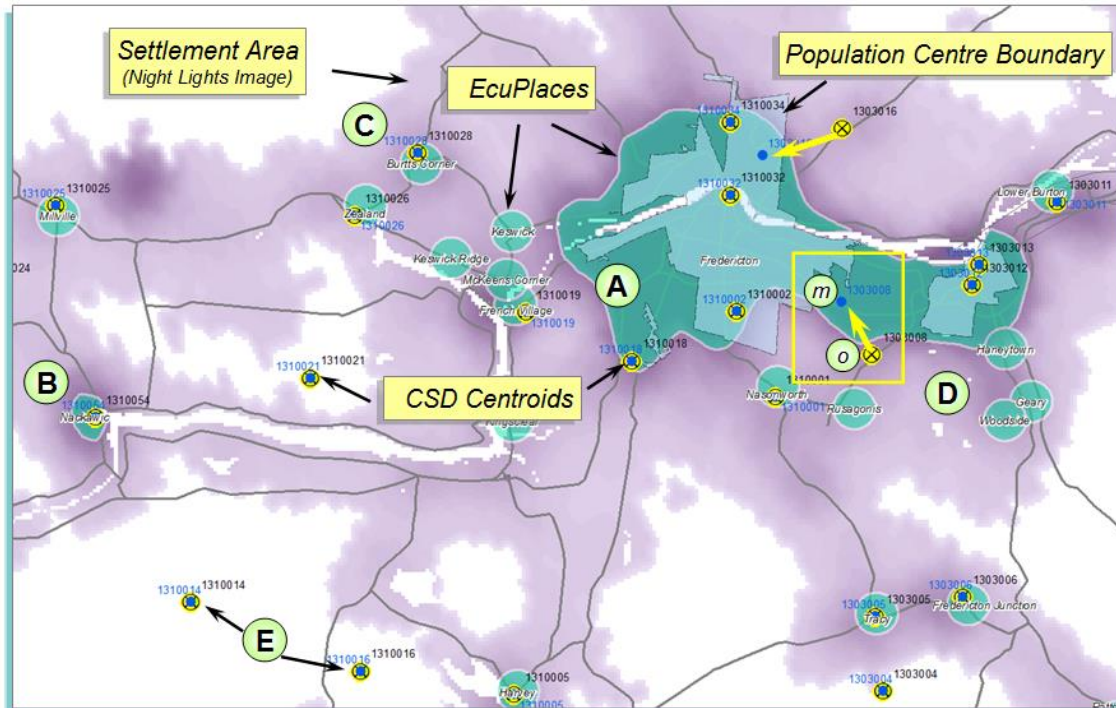 Settlement Area
(Night Lights Image)
EcuPlaces
Population Centre Boundary
1310034
1310034
1303016
C
1310028
1310028
Burtts Corner
1310025
1310025
Millville
1310026
Zealand
1310026
1310032
1310032
1303011
Lower Burton
1303011
Keswick
Keswick Ridge
McKeens Corner
1310019
French Village
1310019
A
Fredericton
1303013
1303012
m
1303008
1310002
1310002
o
1303008
1310018
1310018
Haneytown
1310021
1310021
B
CSD Centroids
1310054
Nackawic
1310001
Nasonworth
1310001
Rusagonis
D
Geary
Woodside
Kingsclear
1310014
1310014
E
1310016
1310016
1303006
1303006
Fredericton Junction
1303005
1303005
Tracy
1310005
Harvey
1310005
1303004
1303004